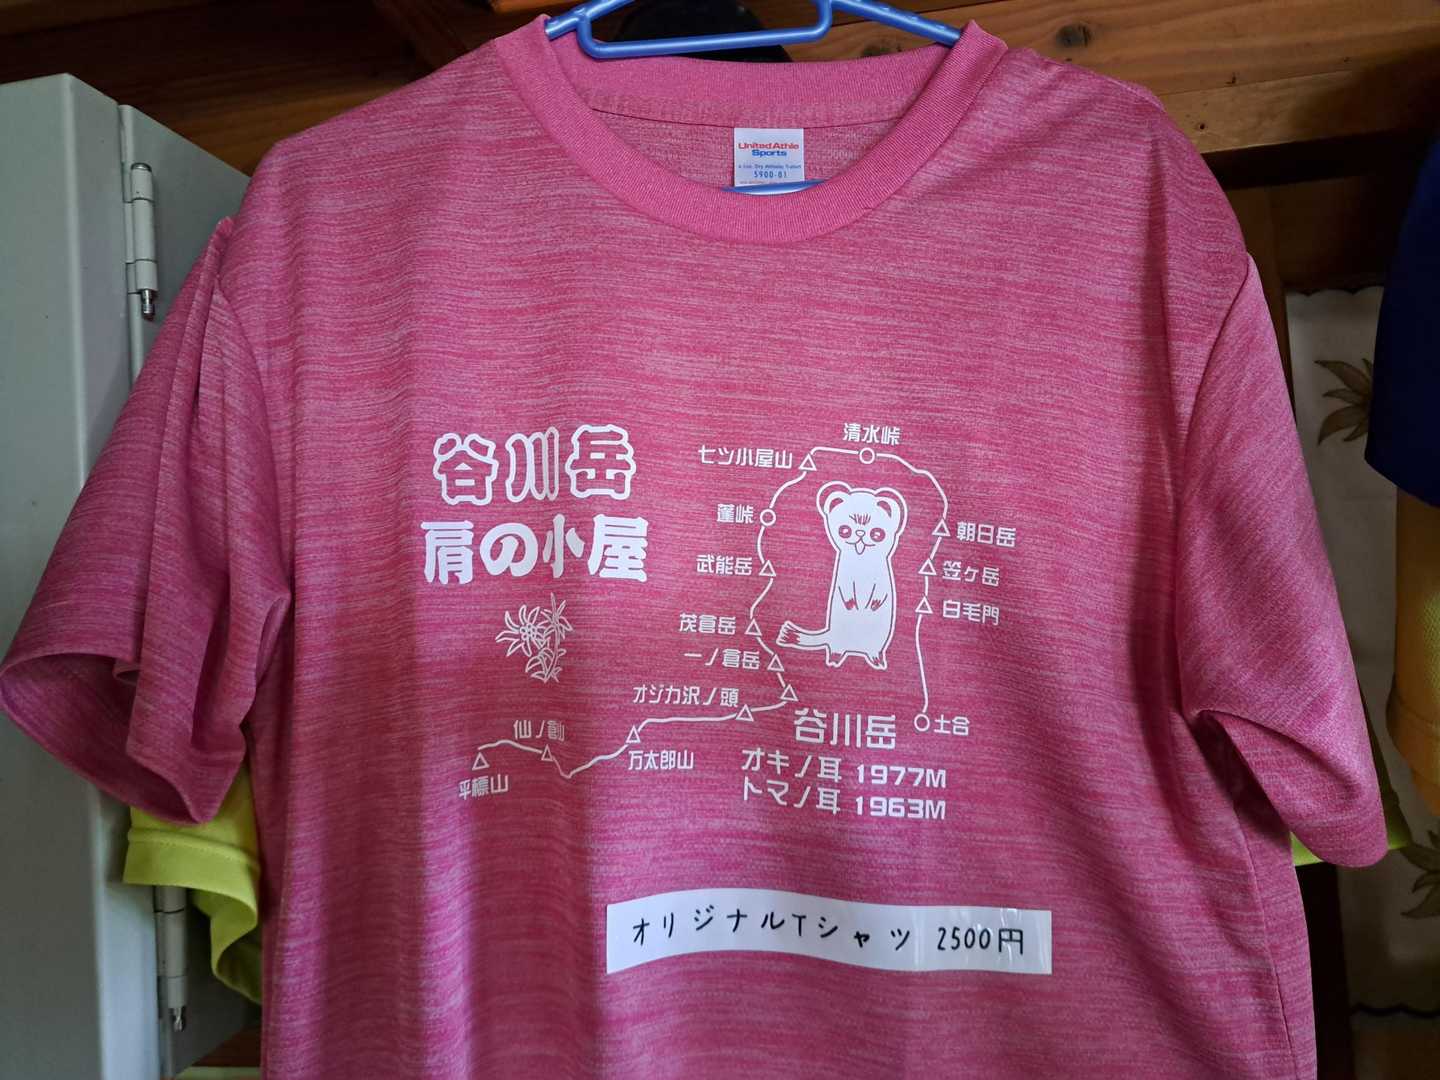 United Athle
Sports
5900-01
谷川岳
肩の小屋
清水峠
七ツ小屋山
蓬峠
朝日岳
武能岳
笠ヶ岳
白毛門
茂倉岳
一ノ倉岳
オジカ沢ノ頭
土合
谷川岳
仙ノ倉山
万太郎山
平標山
オキノ耳 1977M
トマノ耳 1963M
オリジナルTシャツ 2500円